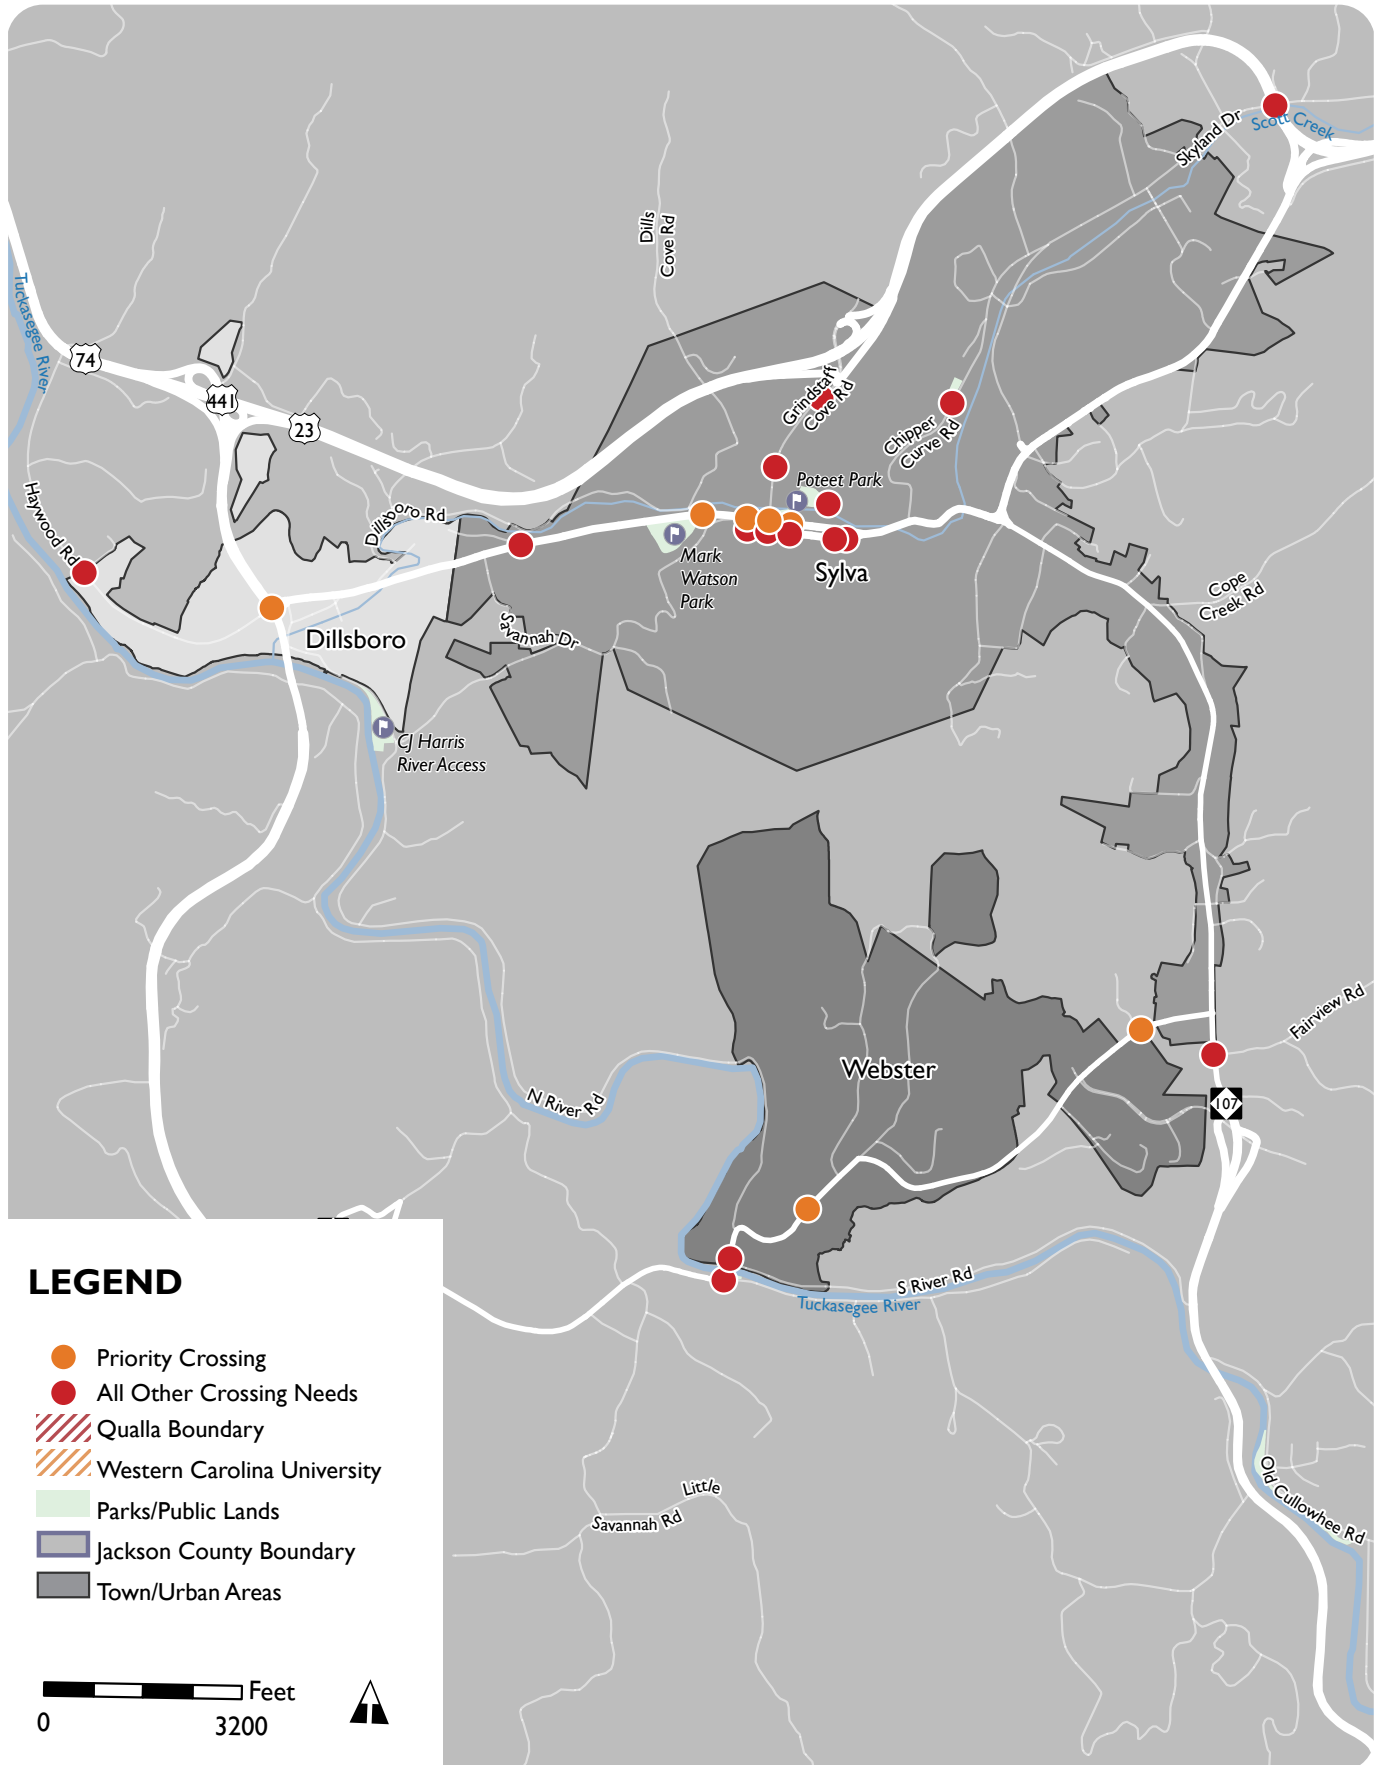 Skyland Dr
Scott Creek
Dills
Cove Rd
Tuckasegee River
74
441
23
Grindstaff
Cove Rd
Chipper
Curve Rd
Poteet Park
Haywood Rd
Dillsboro Rd
Mark
Watson
Park
Sylva
Cope
Creek Rd
Dillsboro
Savannah Dr
CJ Harris
River Access
Fairview Rd
Webster
N River Rd
107
S River Rd
Tuckasegee River
Old Cullowhee Rd
Little
Savannah Rd
LEGEND
Priority Crossing
All Other Crossing Needs
Qualla Boundary
Western Carolina University
Parks/Public Lands
Jackson County Boundary
Town/Urban Areas
Feet
0
3200